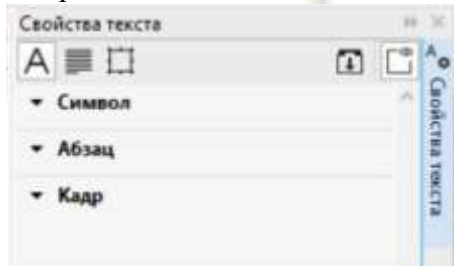 Свойства текста
Символ
Абзац
Кадр
Свойства текста